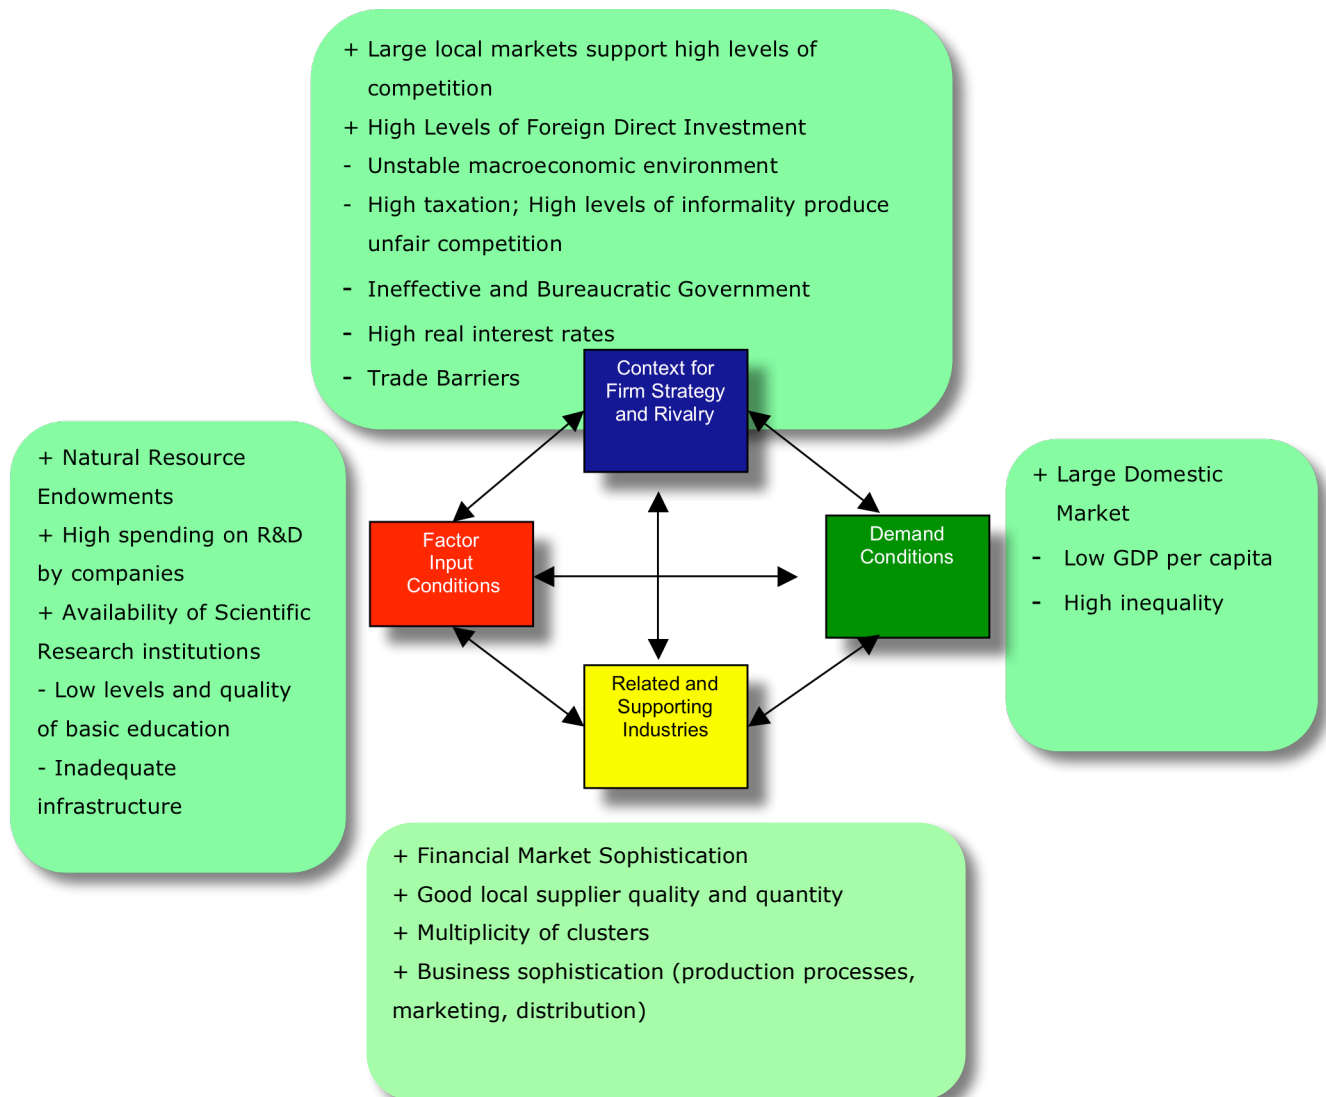 + Large local markets support high levels of
competition
+ High Levels of Foreign Direct Investment
- Unstable macroeconomic environment
- High taxation; High levels of informality produce
unfair competition
- Ineffective and Bureaucratic Government
- High real interest rates
- Trade Barriers
Context for
Firm Strategy
and Rivalry
+ Natural Resource
Endowments
+ High spending on R&D
by companies
+ Availability of Scientific
Research institutions
- Low levels and quality
of basic education
- Inadequate
infrastructure
Factor
Input
Conditions
Demand
Conditions
+ Large Domestic
Market
- Low GDP per capita
- High inequality
Related and
Supporting
Industries
+ Financial Market Sophistication
+ Good local supplier quality and quantity
+ Multiplicity of clusters
+ Business sophistication (production processes,
marketing, distribution)